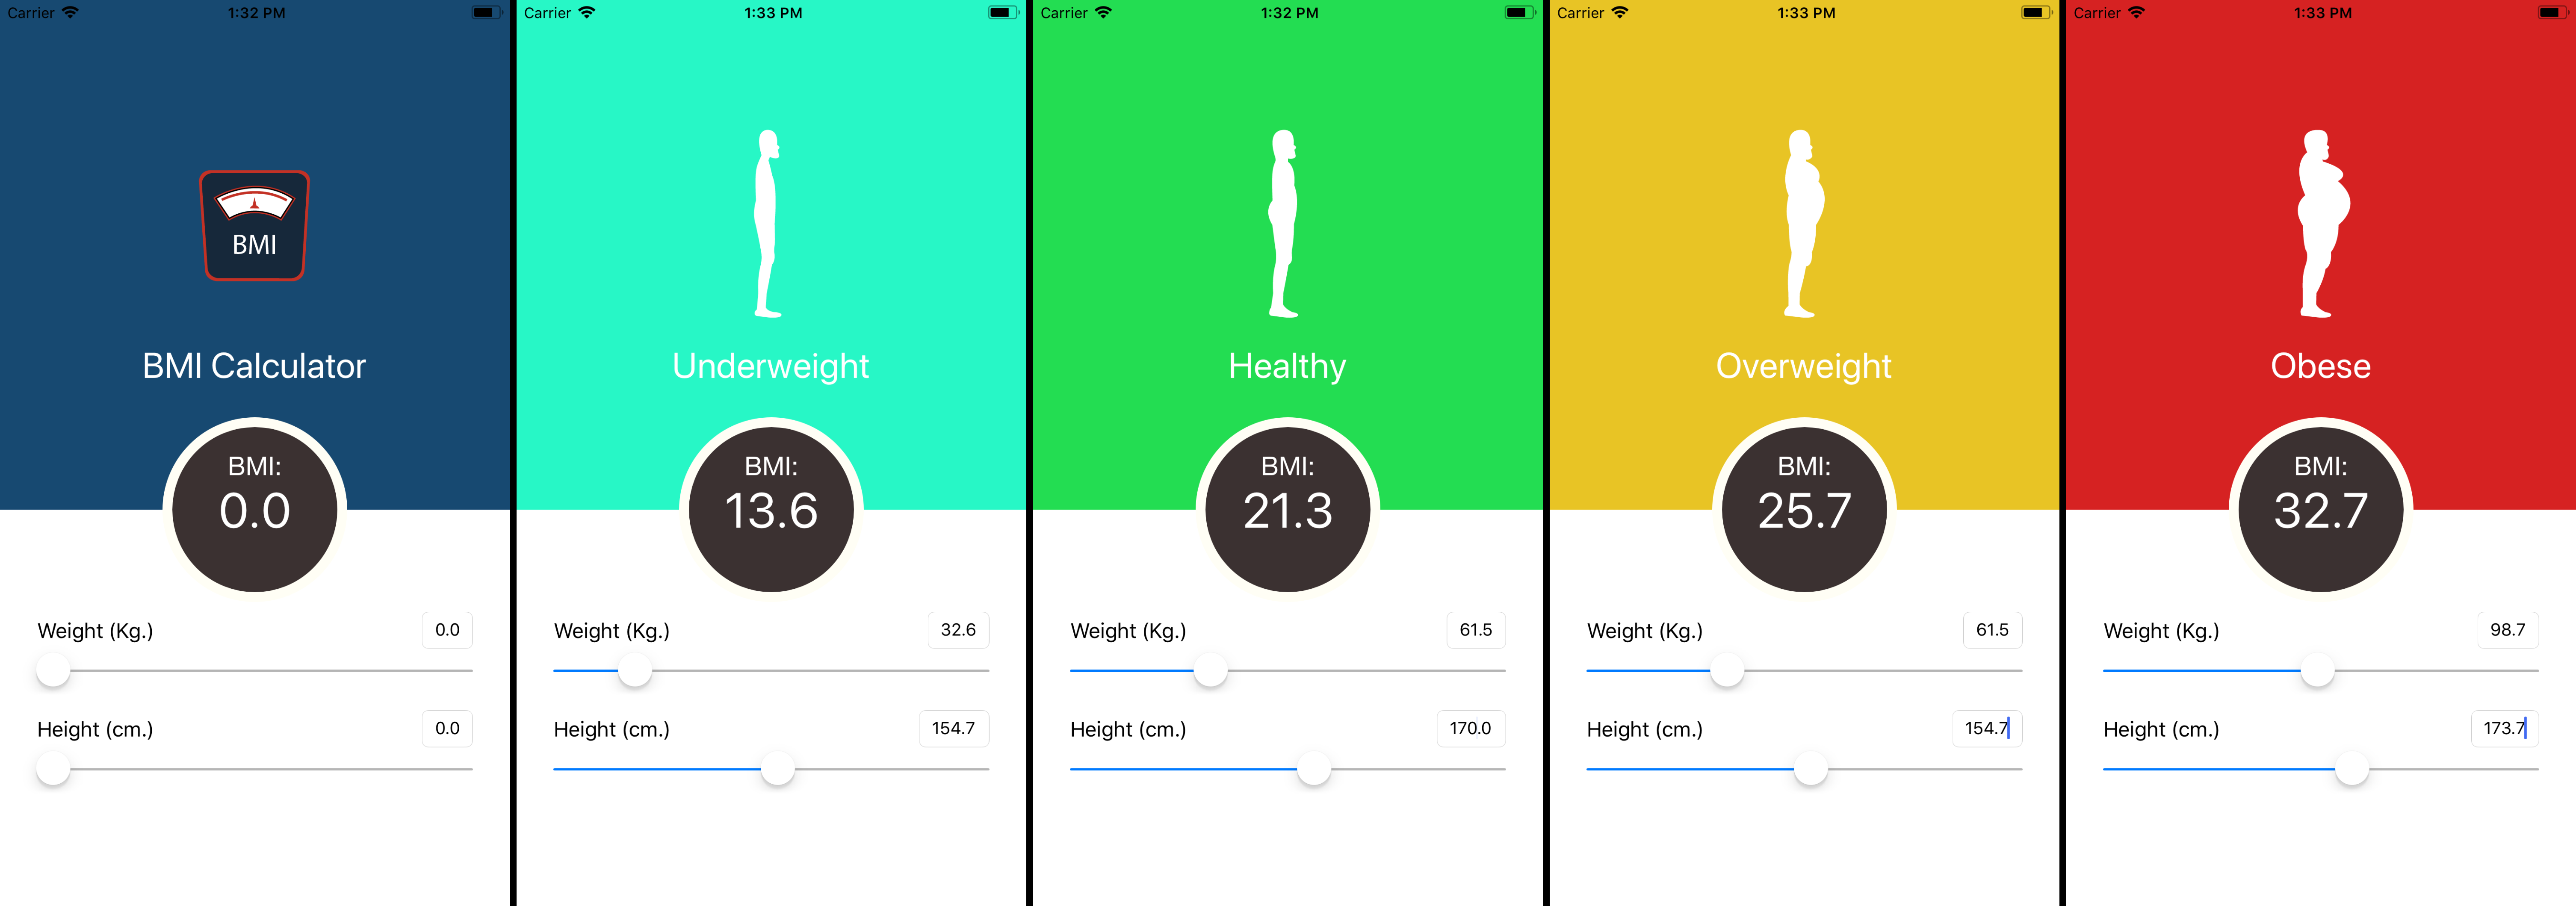 Carrier 1:32 PM
BMI
BMI Calculator
BMI:
0.0
Weight (Kg.) 0.0
Height (cm.) 0.0
Carrier 1:33 PM
Underweight
BMI:
13.6
Weight (Kg.) 32.6
Height (cm.) 154.7
Carrier 1:32 PM
Healthy
BMI:
21.3
Weight (Kg.) 61.5
Height (cm.) 170.0
Carrier 1:33 PM
Overweight
BMI:
25.7
Weight (Kg.) 61.5
Height (cm.) 154.7
Carrier 1:33 PM
Obese
BMI:
32.7
Weight (Kg.) 98.7
Height (cm.) 173.7